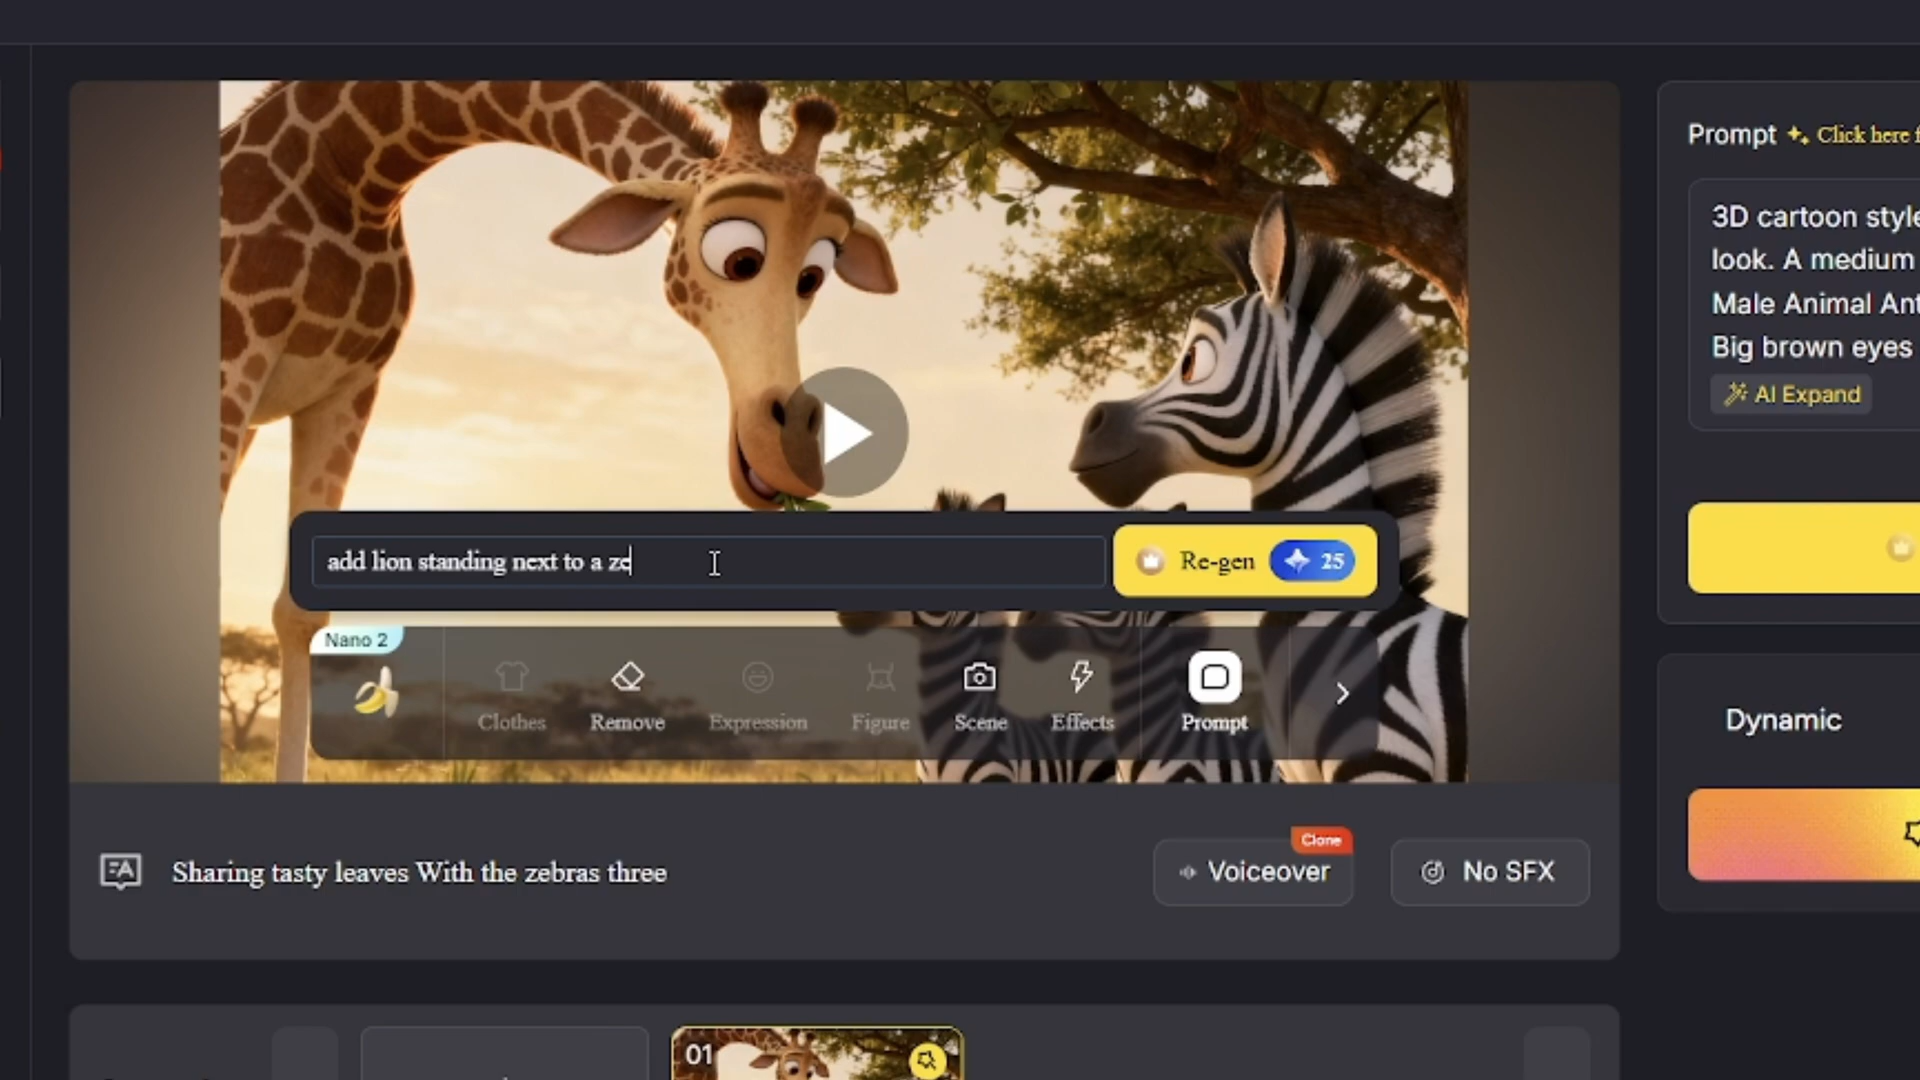 Prompt Click here f
3D cartoon style
look. A medium
Male Animal Ant
Big brown eyes
AI Expand
add lion standing next to a ze
Re-gen 25
Nano 2
Clothes Remove Expression Figure Scene Effects Prompt
Dynamic
Sharing tasty leaves With the zebras three
Clone
Voiceover
No SFX
01